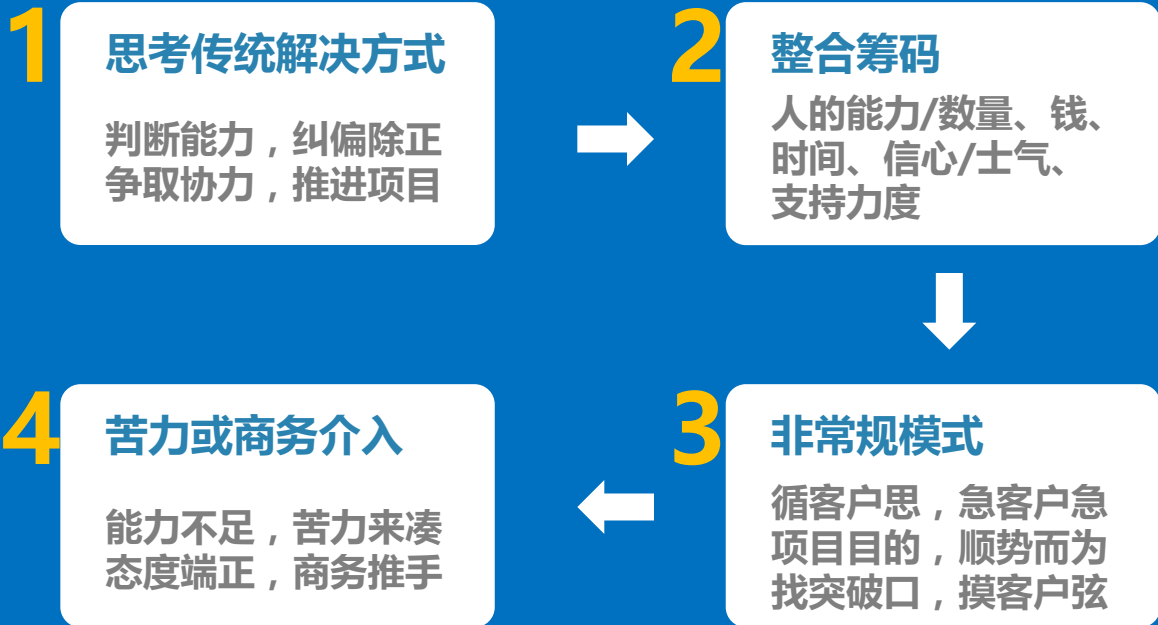 1
思考传统解决方式
判断能力，纠偏除正
争取协力，推进项目
2
整合筹码
人的能力/数量、钱、
时间、信心/士气、
支持力度
3
非常规模式
循客户思，急客户急
项目目的，顺势而为
找突破口，摸客户弦
4
苦力或商务介入
能力不足，苦力来凑
态度端正，商务推手